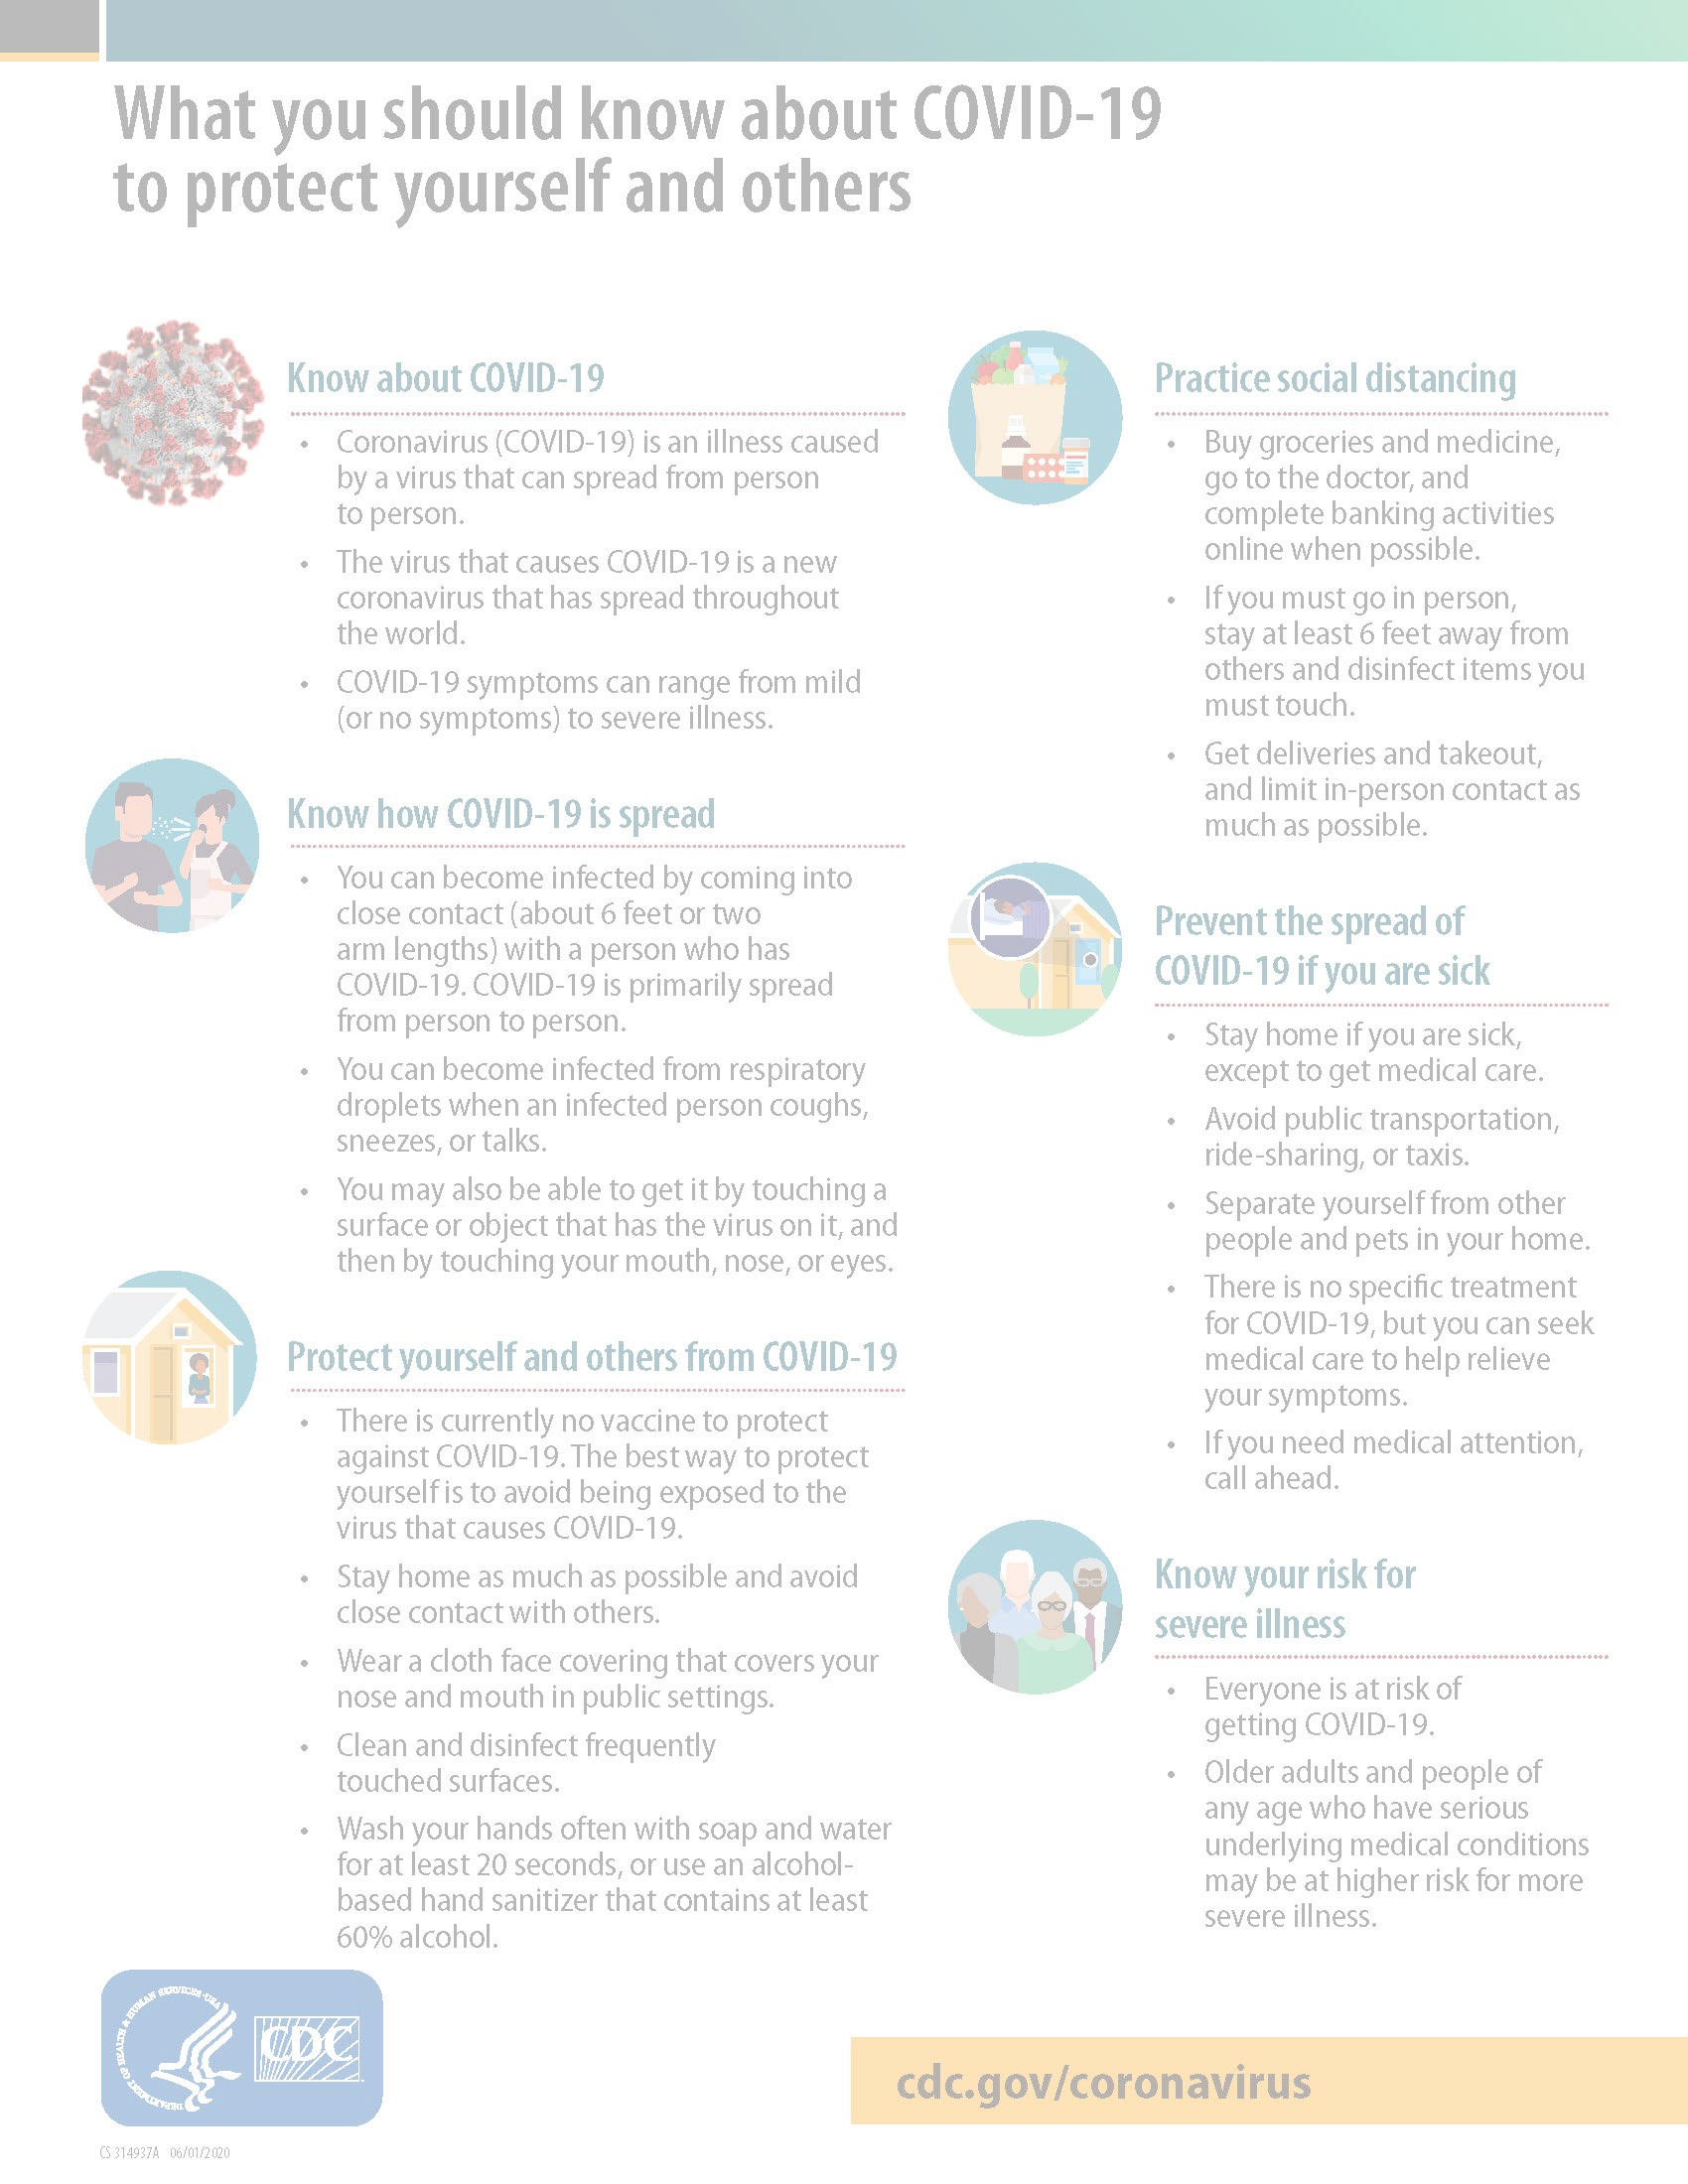 What you should know about COVID-19
to protect yourself and others
Know about COVID-19
• Coronavirus (COVID-19) is an illness caused
by a virus that can spread from person
to person.
• The virus that causes COVID-19 is a new
coronavirus that has spread throughout
the world.
• COVID-19 symptoms can range from mild
(or no symptoms) to severe illness.
Know how COVID-19 is spread
• You can become infected by coming into
close contact (about 6 feet or two
arm lengths) with a person who has
COVID-19. COVID-19 is primarily spread
from person to person.
• You can become infected from respiratory
droplets when an infected person coughs,
sneezes, or talks.
• You may also be able to get it by touching a
surface or object that has the virus on it, and
then by touching your mouth, nose, or eyes.
Protect yourself and others from COVID-19
• There is currently no vaccine to protect
against COVID-19. The best way to protect
yourself is to avoid being exposed to the
virus that causes COVID-19.
• Stay home as much as possible and avoid
close contact with others.
• Wear a cloth face covering that covers your
nose and mouth in public settings.
• Clean and disinfect frequently
touched surfaces.
• Wash your hands often with soap and water
for at least 20 seconds, or use an alcohol-
based hand sanitizer that contains at least
60% alcohol.
Practice social distancing
• Buy groceries and medicine,
go to the doctor, and
complete banking activities
online when possible.
• If you must go in person,
stay at least 6 feet away from
others and disinfect items you
must touch.
• Get deliveries and takeout,
and limit in-person contact as
much as possible.
Prevent the spread of
COVID-19 if you are sick
• Stay home if you are sick,
except to get medical care.
• Avoid public transportation,
ride-sharing, or taxis.
• Separate yourself from other
people and pets in your home.
• There is no specific treatment
for COVID-19, but you can seek
medical care to help relieve
your symptoms.
• If you need medical attention,
call ahead.
Know your risk for
severe illness
• Everyone is at risk of
getting COVID-19.
• Older adults and people of
any age who have serious
underlying medical conditions
may be at higher risk for more
severe illness.
DEPARTMENT OF HEALTH & HUMAN SERVICES • USA
CDC
cdc.gov/coronavirus
CS 314937A 06/01/2020